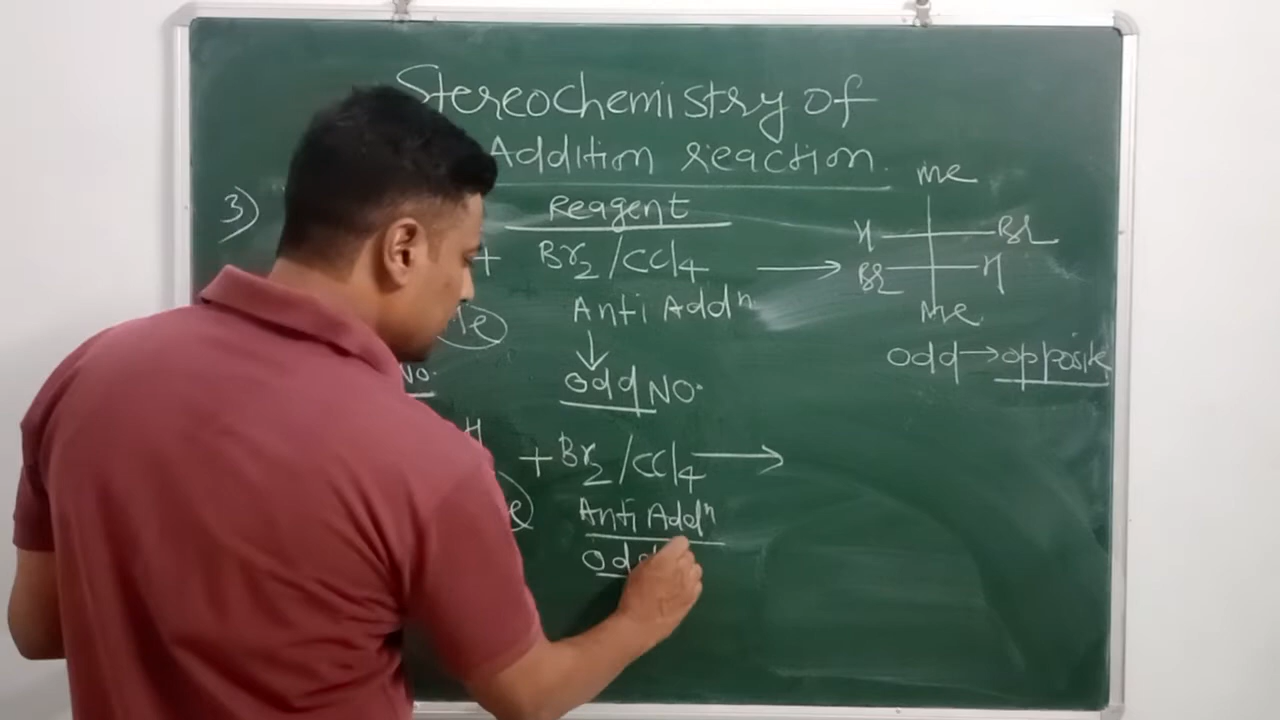 Stereochemistry of
Addition reaction.
3)
Reagent
+ Br2/CCl4 ⟶
Anti Addⁿ
↓
Odd NO.
Me
H Br
Br H
Me
Odd → opposite
NO.
H
+ Br2/CCl4 ⟶
Anti Addⁿ